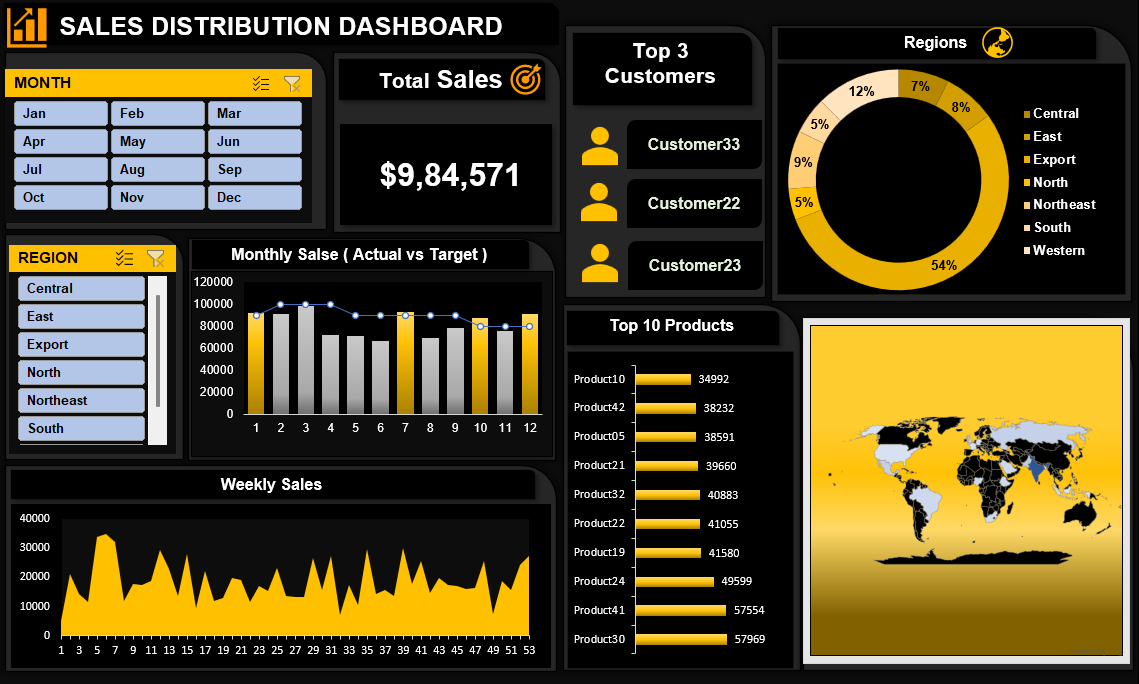 SALES DISTRIBUTION DASHBOARD
MONTH
Jan Feb Mar
Apr May Jun
Jul Aug Sep
Oct Nov Dec
Total Sales
$9,84,571
Top 3
Customers
Customer33
Customer22
Customer23
Regions
7%
8%
54%
5%
9%
5%
12%
Central
East
Export
North
Northeast
South
Western
REGION
Central
East
Export
North
Northeast
South
Monthly Salse ( Actual vs Target )
120000
100000
80000
60000
40000
20000
0
1 2 3 4 5 6 7 8 9 10 11 12
Top 10 Products
Product10 34992
Product42 38232
Product05 38591
Product21 39660
Product32 40883
Product22 41055
Product19 41580
Product24 49599
Product41 57554
Product30 57969
Weekly Sales
40000
30000
20000
10000
0
1 3 5 7 9 11 13 15 17 19 21 23 25 27 29 31 33 35 37 39 41 43 45 47 49 51 53